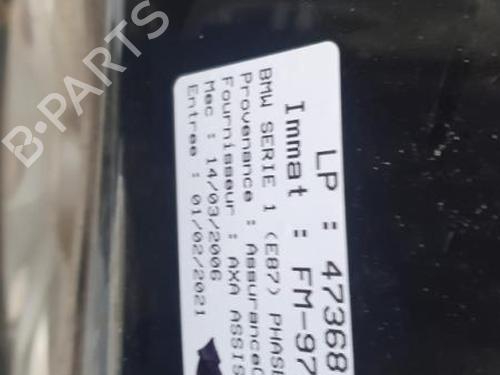 LP : 47368
Immat : FM-97
BMW SERIE 1 (E87) PHASE
Provenance : Assurance
Fournisseur : AXA ASSIS
Mec : 14/03/2006
Entree : 01/02/2021
B-PARTS